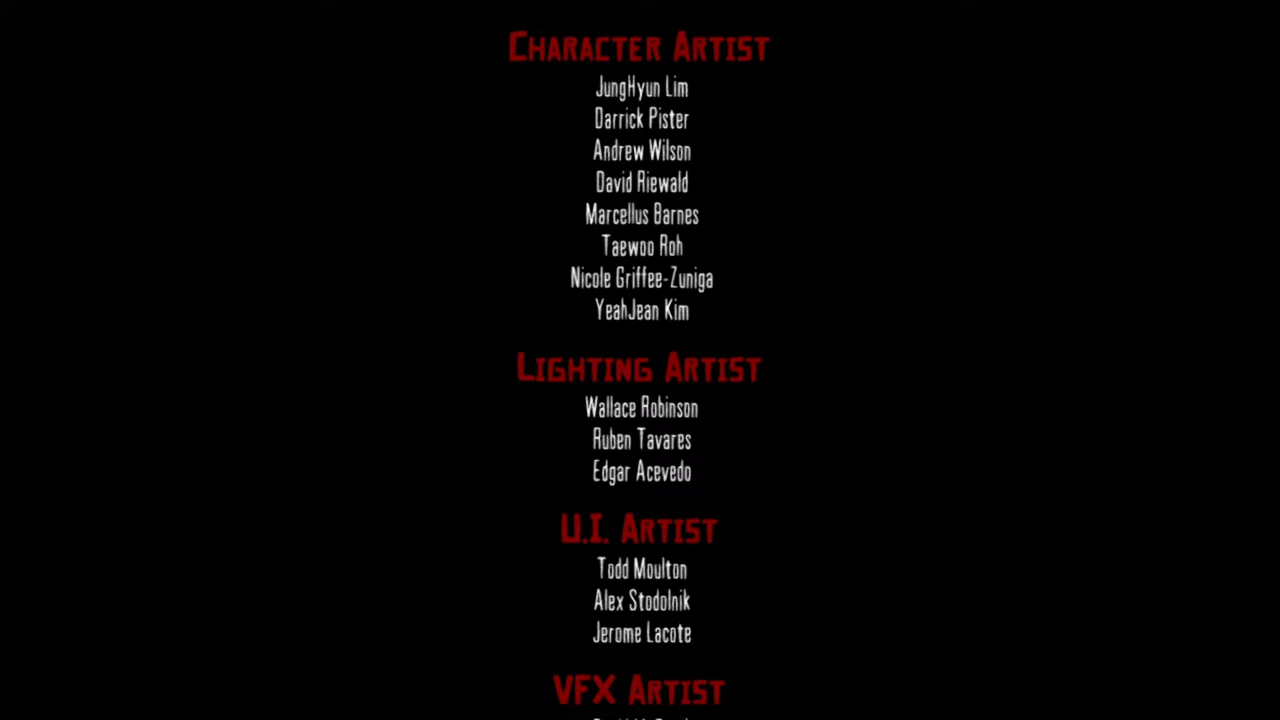 Character Artist
JungHyun Lim
Darrick Pister
Andrew Wilson
David Riewald
Marcellus Barnes
Taewoo Roh
Nicole Griffee-Zuniga
YeahJean Kim
Lighting Artist
Wallace Robinson
Ruben Tavares
Edgar Acevedo
U.I. Artist
Todd Moulton
Alex Stodolnik
Jerome Lacote
VFX Artist